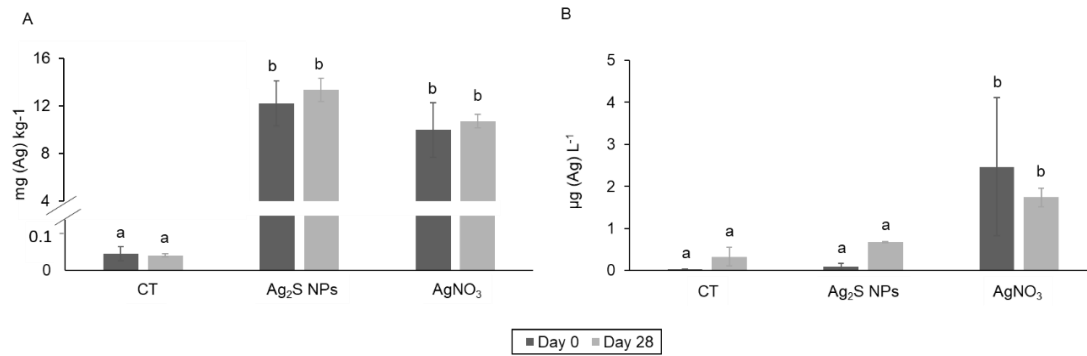 A
mg (Ag) kg-1
16
12
8
4
0.1
0
a
a
b
b
b
b
CT
Ag₂S NPs
AgNO₃
B
µg (Ag) L⁻¹
5
4
3
2
1
0
a
a
a
a
b
b
CT
Ag₂S NPs
AgNO₃
Day 0 Day 28